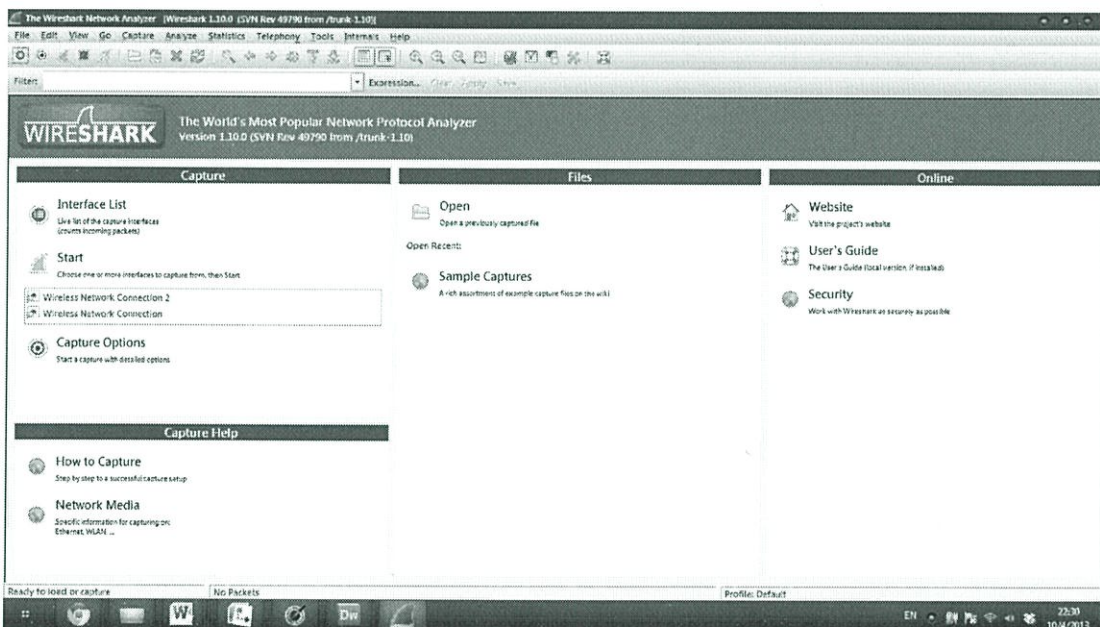 The Wireshark Network Analyzer [Wireshark 1.10.0 (SVN Rev 49790 from /trunk-1.10)]
File Edit View Go Capture Analyze Statistics Telephony Tools Internals Help
Filter: Expression... Clear Apply Save
WIRESHARK
The World's Most Popular Network Protocol Analyzer
Version 1.10.0 (SVN Rev 49790 from /trunk-1.10)
Capture
Interface List
Live list of the capture interfaces
(counts incoming packets)
Start
Choose one or more interfaces to capture from, then Start
Wireless Network Connection 2
Wireless Network Connection
Capture Options
Start a capture with detailed options
Capture Help
How to Capture
Step by step to a successful capture setup
Network Media
Specific information for capturing on:
Ethernet, WLAN ...
Files
Open
Open a previously captured file
Open Recent:
Sample Captures
A rich assortment of example capture files on the wiki
Online
Website
Visit the project's website
User's Guide
The User's Guide (local version, if installed)
Security
Work with Wireshark as securely as possible
Ready to load or capture No Packets Profile: Default
W Dw EN 22:30
10/4/2013